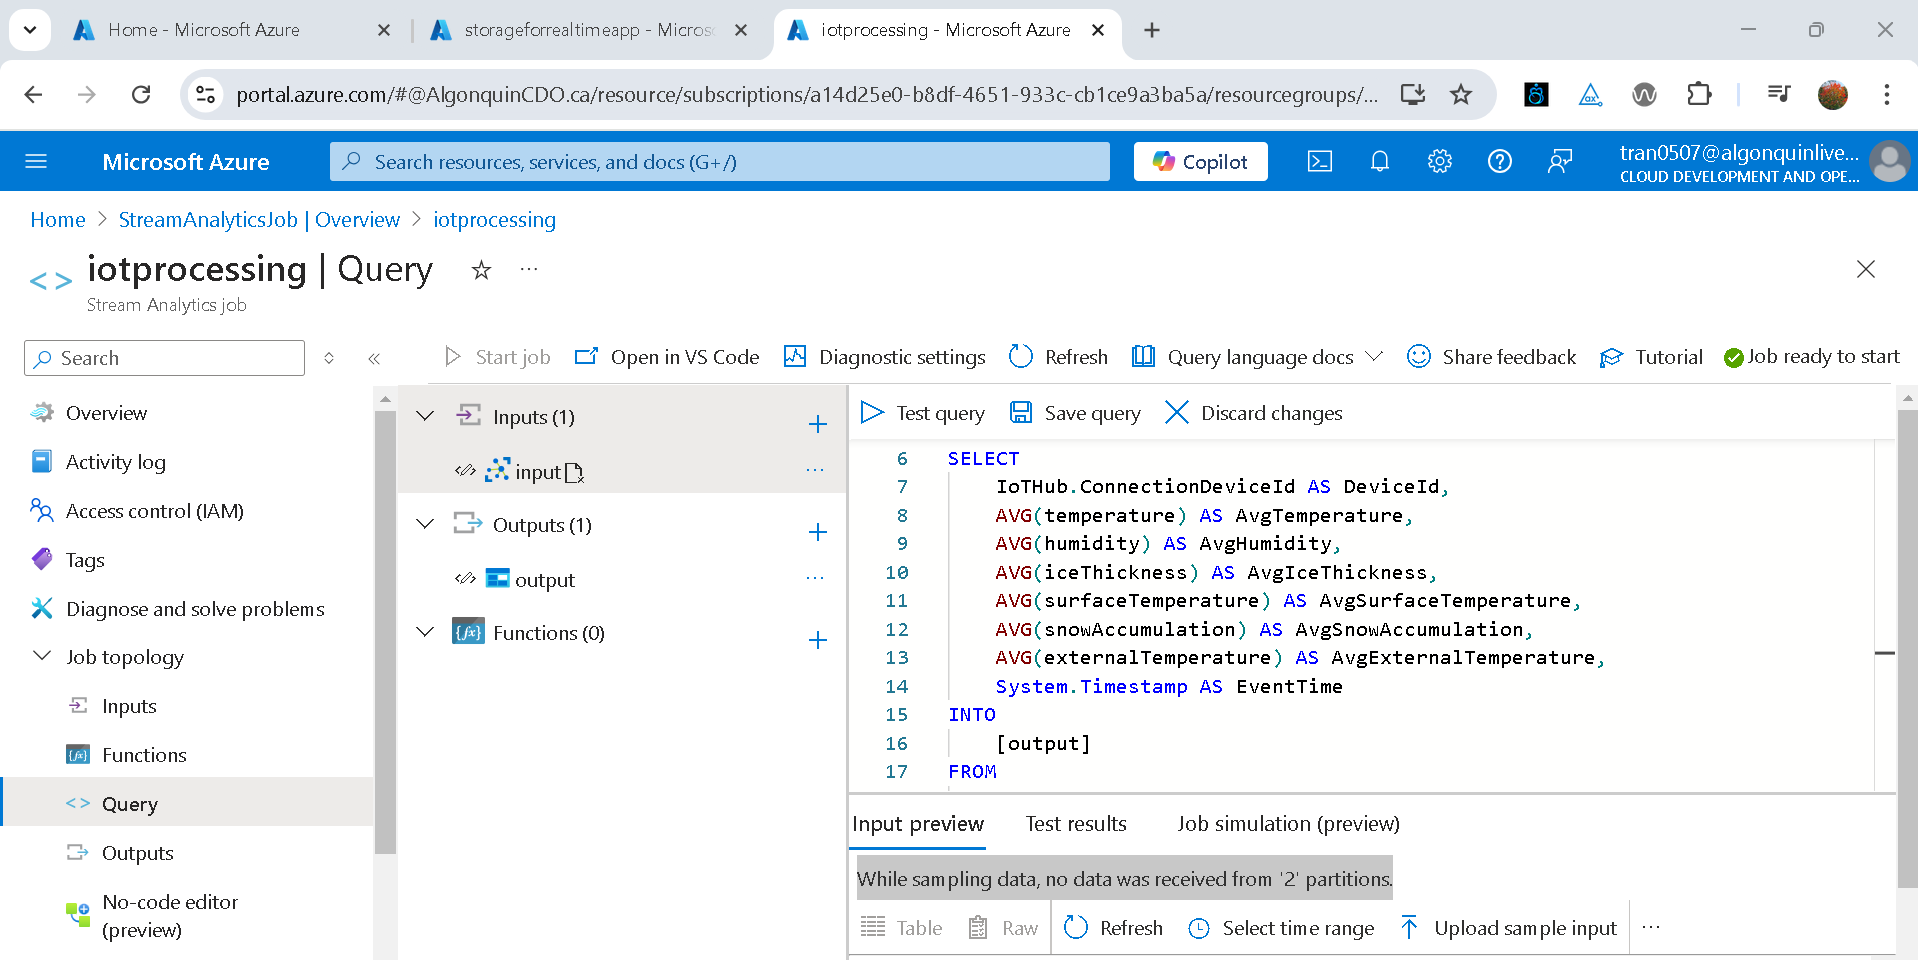 Home - Microsoft Azure
storageforrealtimeapp - Micros
iotprocessing - Microsoft Azure
portal.azure.com/#@AlgonquinCDO.ca/resource/subscriptions/a14d25e0-b8df-4651-933c-cb1ce9a3ba5a/resourcegroups/...
Microsoft Azure
Search resources, services, and docs (G+/)
Copilot
tran0507@algonquinlive...
CLOUD DEVELOPMENT AND OPE...
Home > StreamAnalyticsJob | Overview > iotprocessing
iotprocessing | Query
Stream Analytics job
Search
Start job
Open in VS Code
Diagnostic settings
Refresh
Query language docs
Share feedback
Tutorial
Job ready to start
Overview
Activity log
Access control (IAM)
Tags
Diagnose and solve problems
Job topology
Inputs
Functions
Query
Outputs
No-code editor
(preview)
Inputs (1)
input
Outputs (1)
output
Functions (0)
Test query
Save query
Discard changes
6 SELECT
7 IoTHub.ConnectionDeviceId AS DeviceId,
8 AVG(temperature) AS AvgTemperature,
9 AVG(humidity) AS AvgHumidity,
10 AVG(iceThickness) AS AvgIceThickness,
11 AVG(surfaceTemperature) AS AvgSurfaceTemperature,
12 AVG(snowAccumulation) AS AvgSnowAccumulation,
13 AVG(externalTemperature) AS AvgExternalTemperature,
14 System.Timestamp AS EventTime
15 INTO
16 [output]
17 FROM
Input preview
Test results
Job simulation (preview)
While sampling data, no data was received from '2' partitions.
Table
Raw
Refresh
Select time range
Upload sample input